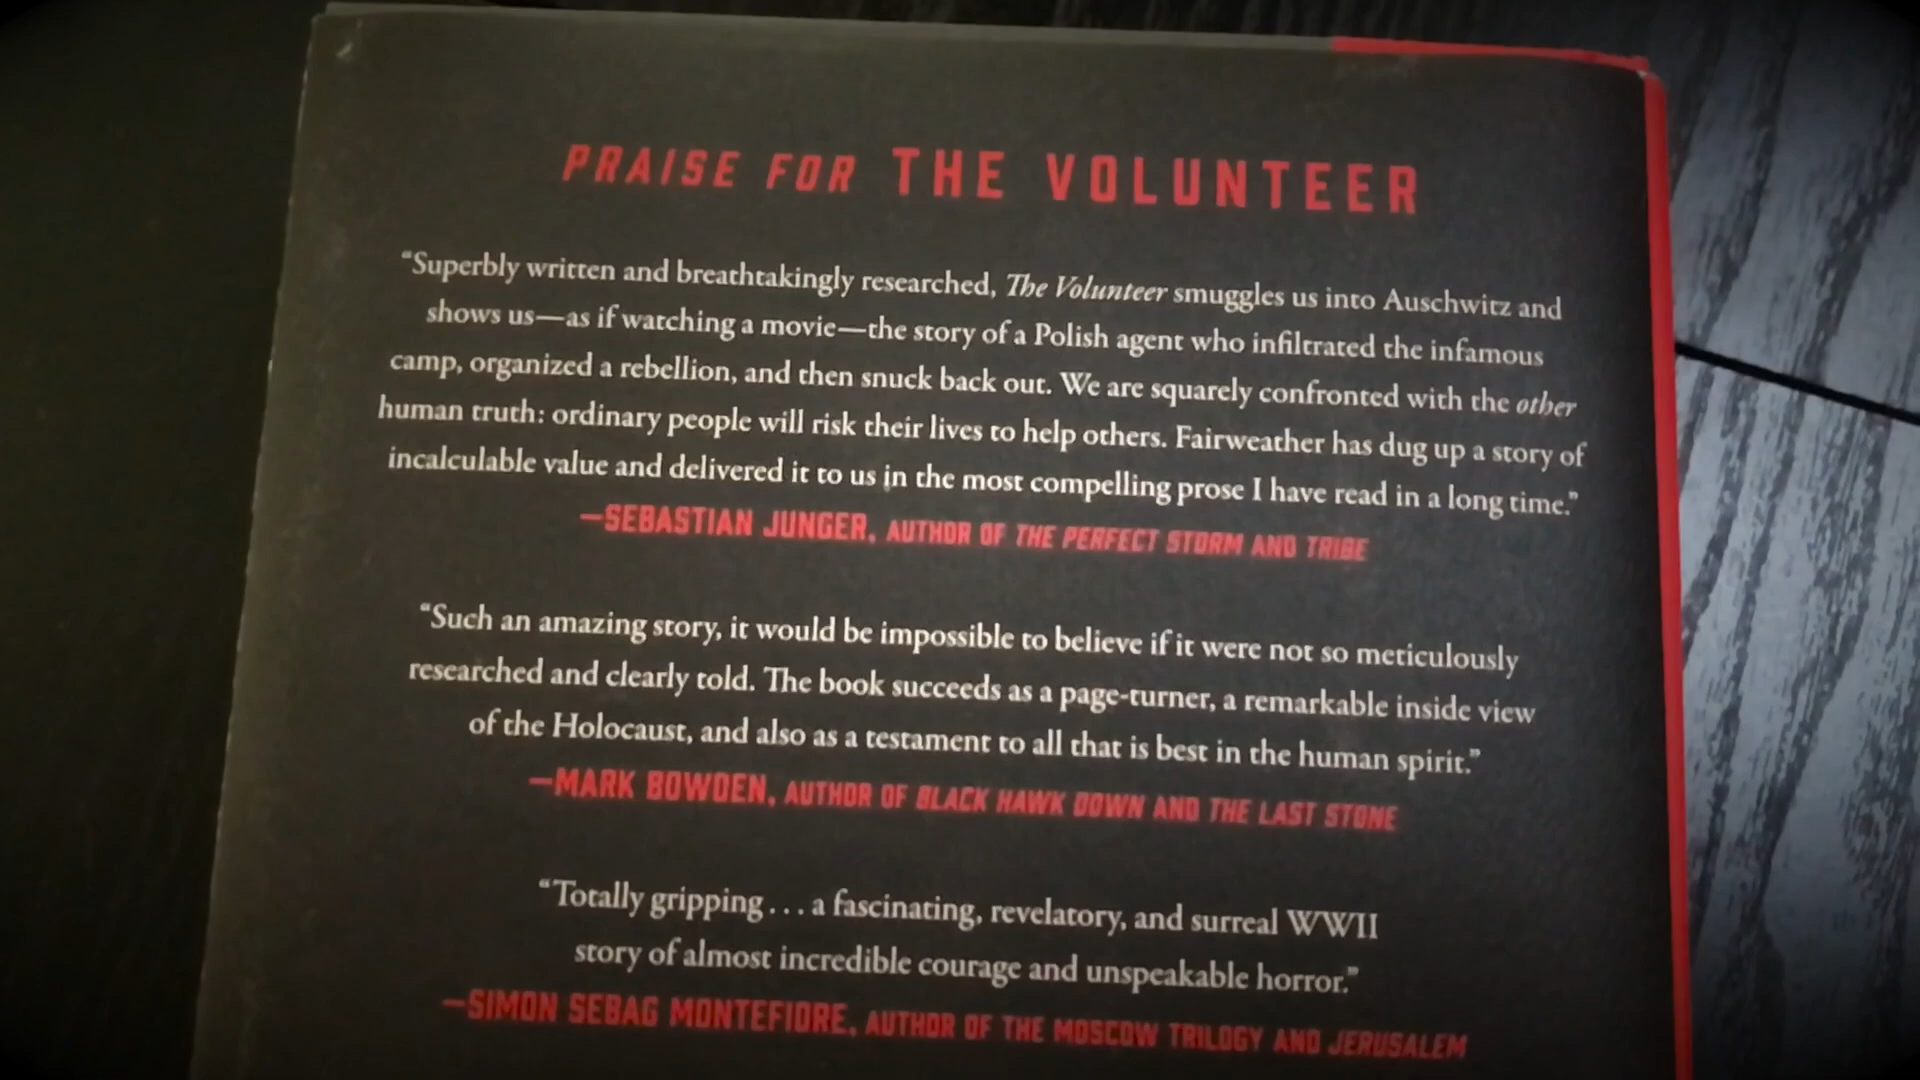 PRAISE FOR THE VOLUNTEER
“Superbly written and breathtakingly researched, The Volunteer smuggles us into Auschwitz and
shows us—as if watching a movie—the story of a Polish agent who infiltrated the infamous
camp, organized a rebellion, and then snuck back out. We are squarely confronted with the other
human truth: ordinary people will risk their lives to help others. Fairweather has dug up a story of
incalculable value and delivered it to us in the most compelling prose I have read in a long time.”
—SEBASTIAN JUNGER, AUTHOR OF THE PERFECT STORM AND TRIBE
“Such an amazing story, it would be impossible to believe if it were not so meticulously
researched and clearly told. The book succeeds as a page-turner, a remarkable inside view
of the Holocaust, and also as a testament to all that is best in the human spirit.”
—MARK BOWDEN, AUTHOR OF BLACK HAWK DOWN AND THE LAST STONE
“Totally gripping . . . a fascinating, revelatory, and surreal WWII
story of almost incredible courage and unspeakable horror.”
—SIMON SEBAG MONTEFIORE, AUTHOR OF THE MOSCOW TRILOGY AND JERUSALEM